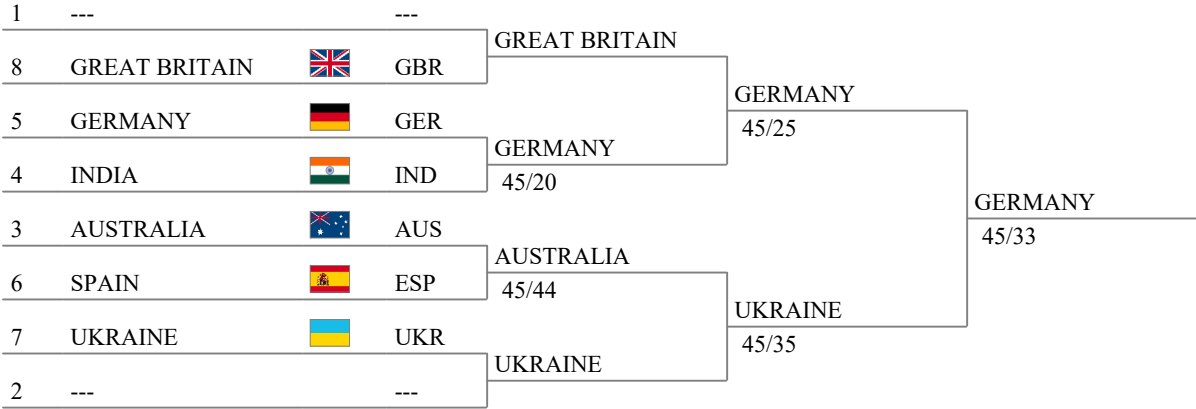 1 --- ---
GREAT BRITAIN
8 GREAT BRITAIN GBR
GERMANY
5 GERMANY GER
45/25
GERMANY
4 INDIA IND
45/20
GERMANY
3 AUSTRALIA AUS
45/33
AUSTRALIA
6 SPAIN ESP
45/44
UKRAINE
7 UKRAINE UKR
45/35
UKRAINE
2 --- ---